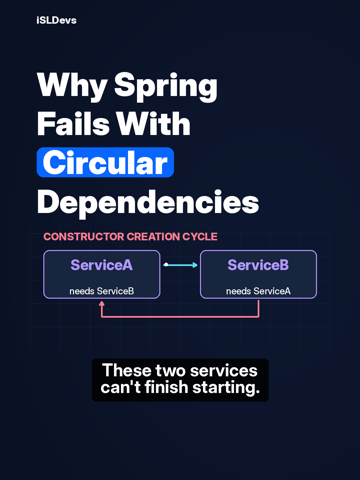 iSLDevs
Why Spring
Fails With
Circular
Dependencies
CONSTRUCTOR CREATION CYCLE
ServiceA
needs ServiceB
ServiceB
needs ServiceA
These two services
can't finish starting.